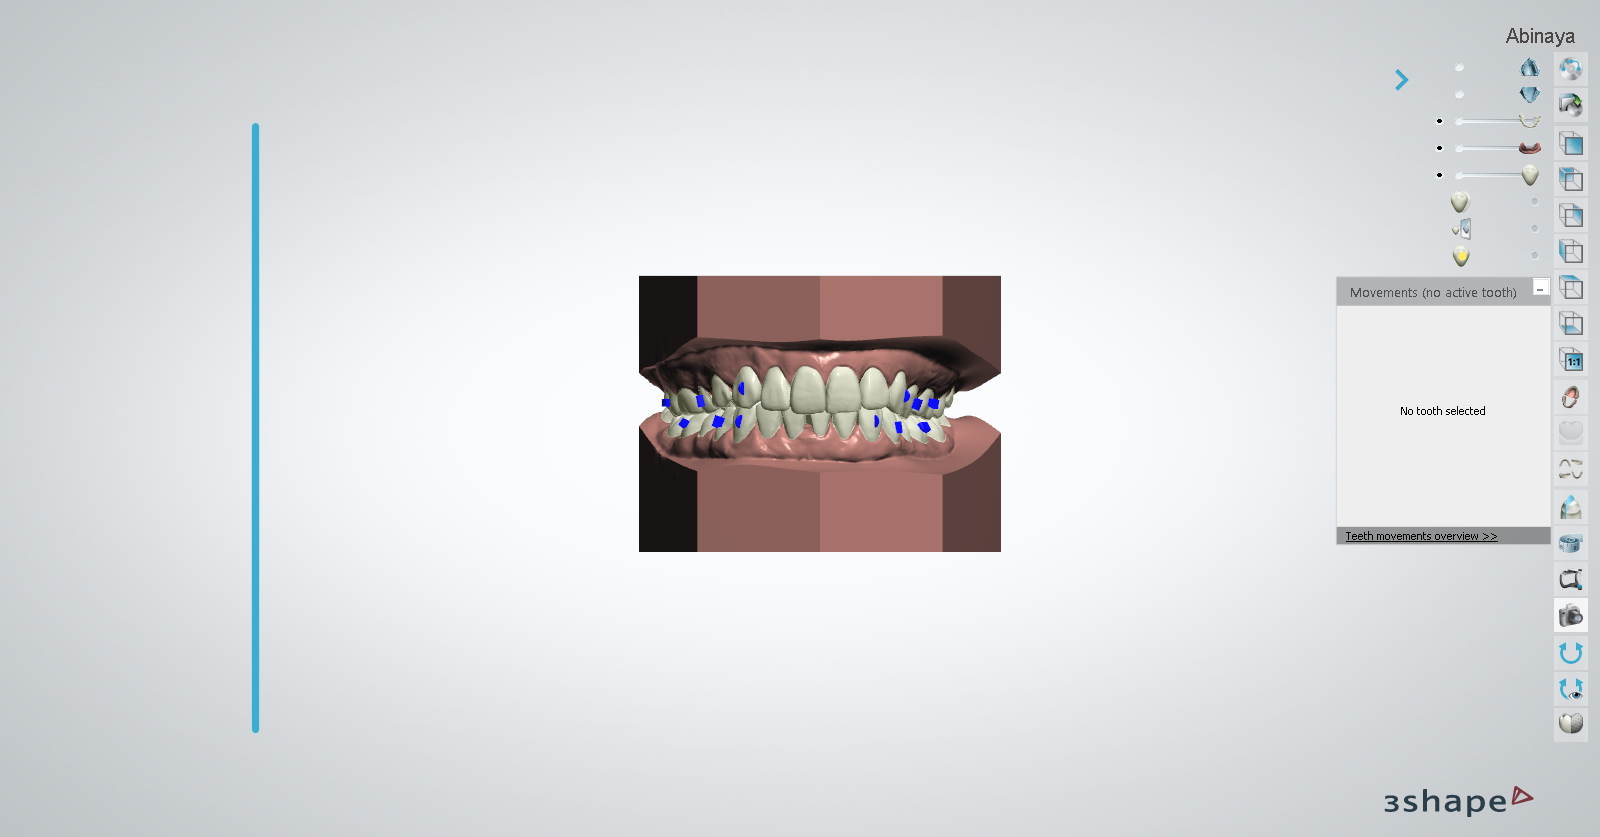 Abinaya
Movements (no active tooth)
1:1
No tooth selected
Teeth movements overview >>
3shape